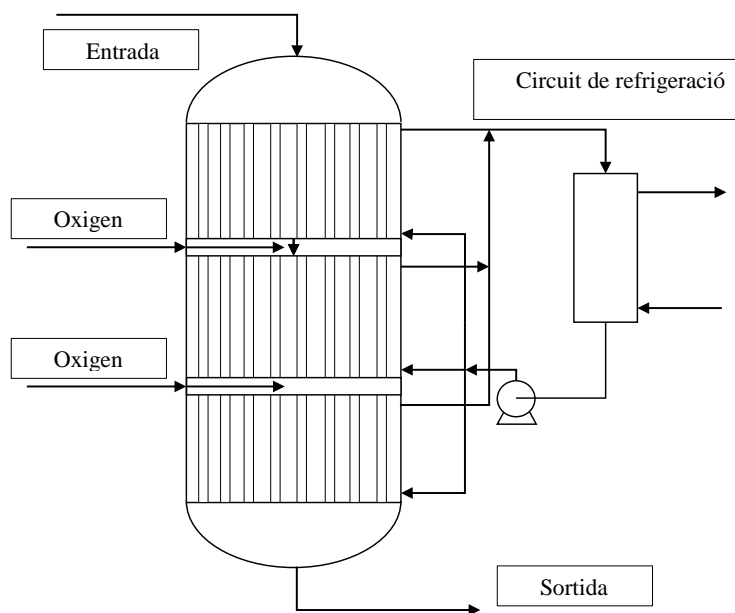 Entrada
Circuit de refrigeració
Oxigen
Oxigen
Sortida